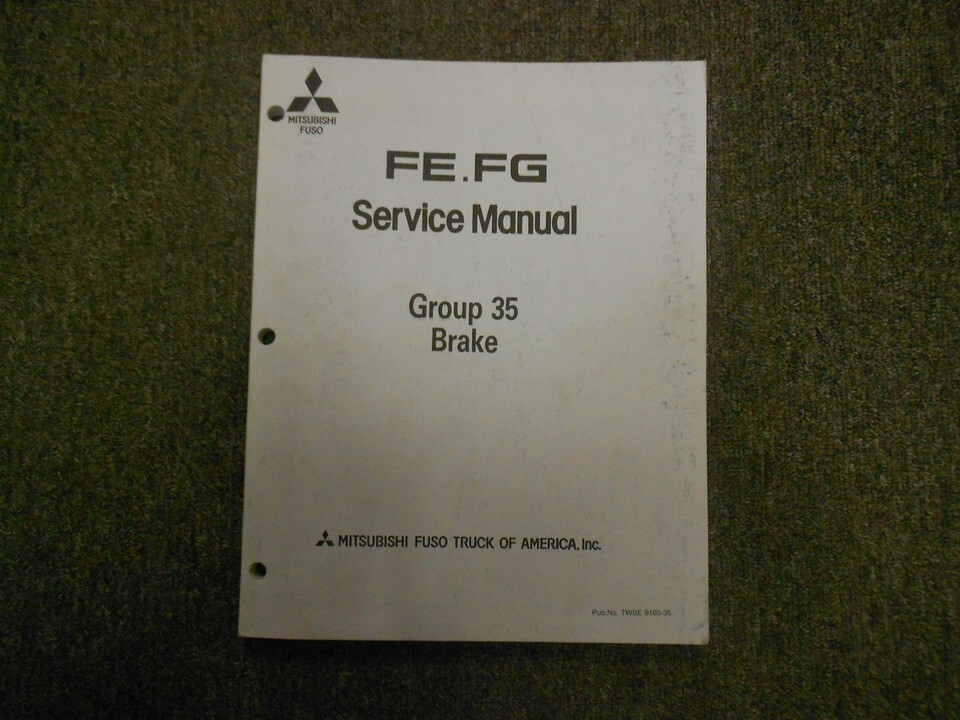 MITSUBISHI
FUSO
FE.FG
Service Manual
Group 35
Brake
MITSUBISHI FUSO TRUCK OF AMERICA, Inc.
Pub.No. TWSE 9105-35